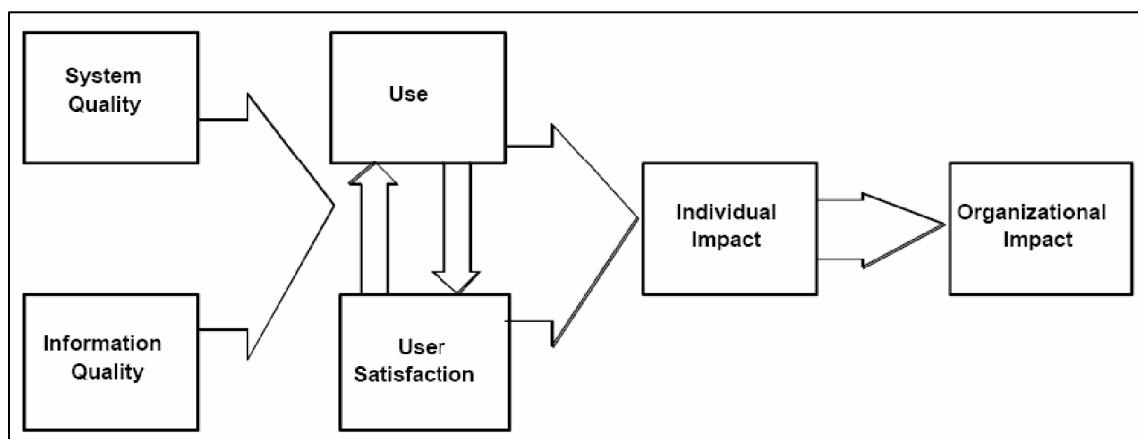 System
Quality
Use
Individual
Impact
Organizational
Impact
Information
Quality
User
Satisfaction